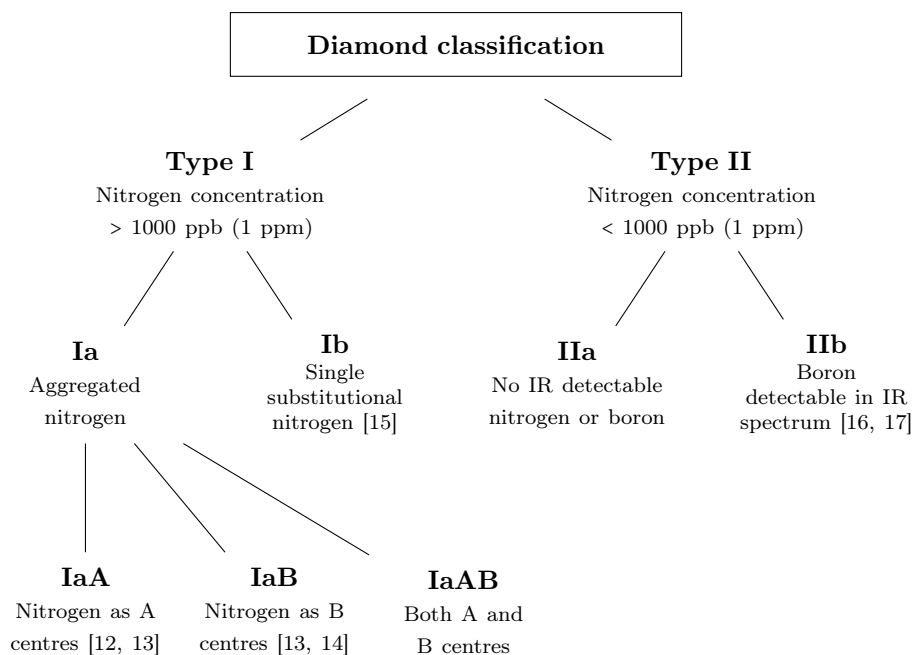 Diamond classification
Type I
Nitrogen concentration
> 1000 ppb (1 ppm)
Type II
Nitrogen concentration
< 1000 ppb (1 ppm)
Ia
Aggregated
nitrogen
Ib
Single
substitutional
nitrogen [15]
IIa
No IR detectable
nitrogen or boron
IIb
Boron
detectable in IR
spectrum [16, 17]
IaA
Nitrogen as A
centres [12, 13]
IaB
Nitrogen as B
centres [13, 14]
IaAB
Both A and
B centres